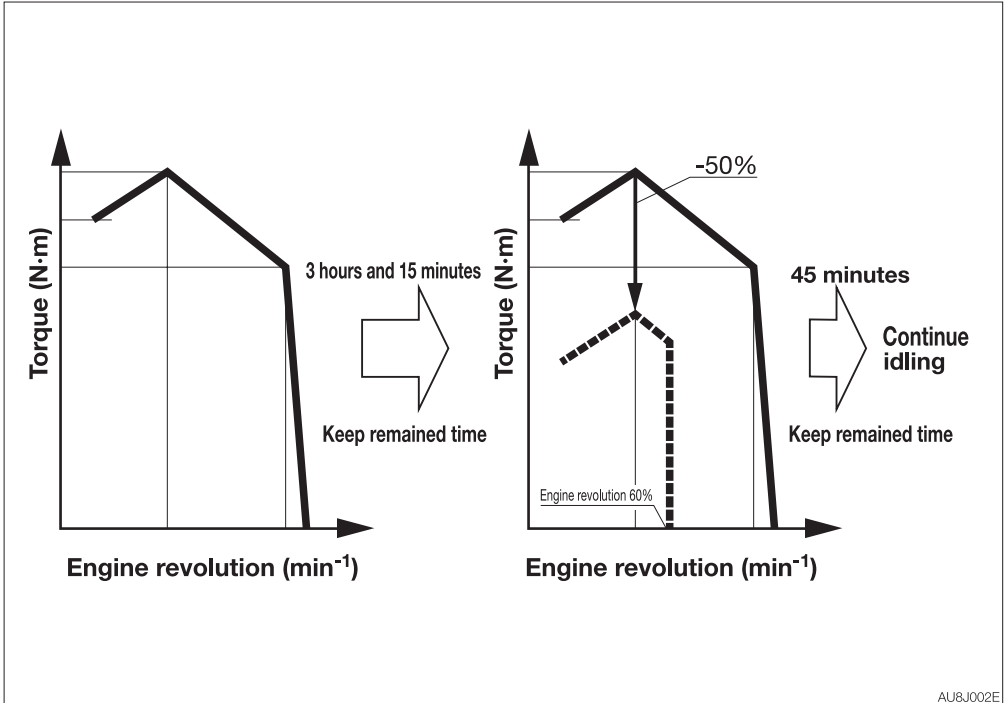 Torque (N·m)
3 hours and 15 minutes
Keep remained time
Engine revolution (min-1)
-50%
Torque (N·m)
Engine revolution 60%
Engine revolution (min-1)
45 minutes
Continue
idling
Keep remained time
AU8J002E